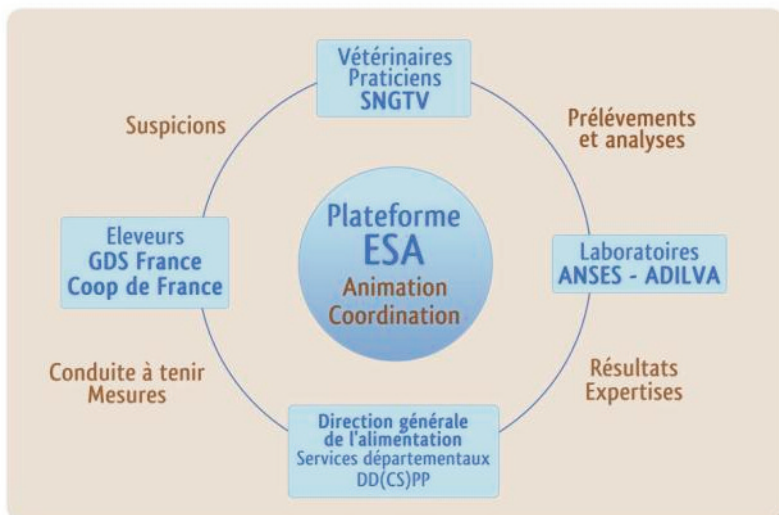 Vétérinaires
Praticiens
SNGTV
Suspicions
Prélévements
et analyses
Eleveurs
GDS France
Coop de France
Plateforme
ESA
Animation
Coordination
Laboratoires
ANSES - ADILVA
Conduite à tenir
Mesures
Résultats
Expertises
Direction générale
de l'alimentation
Services départementaux
DD(CS)PP